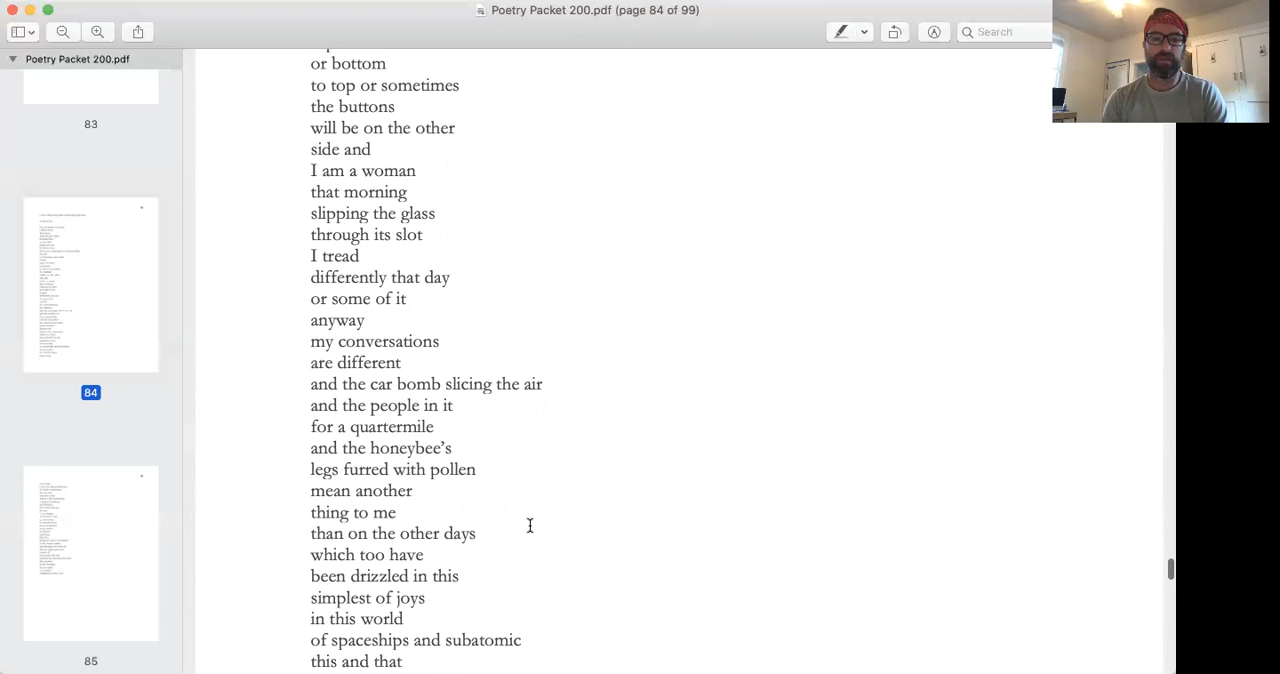 Poetry Packet 200.pdf (page 84 of 99)
Search
Poetry Packet 200.pdf
83
84
85
or bottom
to top or sometimes
the buttons
will be on the other
side and
I am a woman
that morning
slipping the glass
through its slot
I tread
differently that day
or some of it
anyway
my conversations
are different
and the car bomb slicing the air
and the people in it
for a quartermile
and the honeybee’s
legs furred with pollen
mean another
thing to me
than on the other days
which too have
been drizzled in this
simplest of joys
in this world
of spaceships and subatomic
this and that